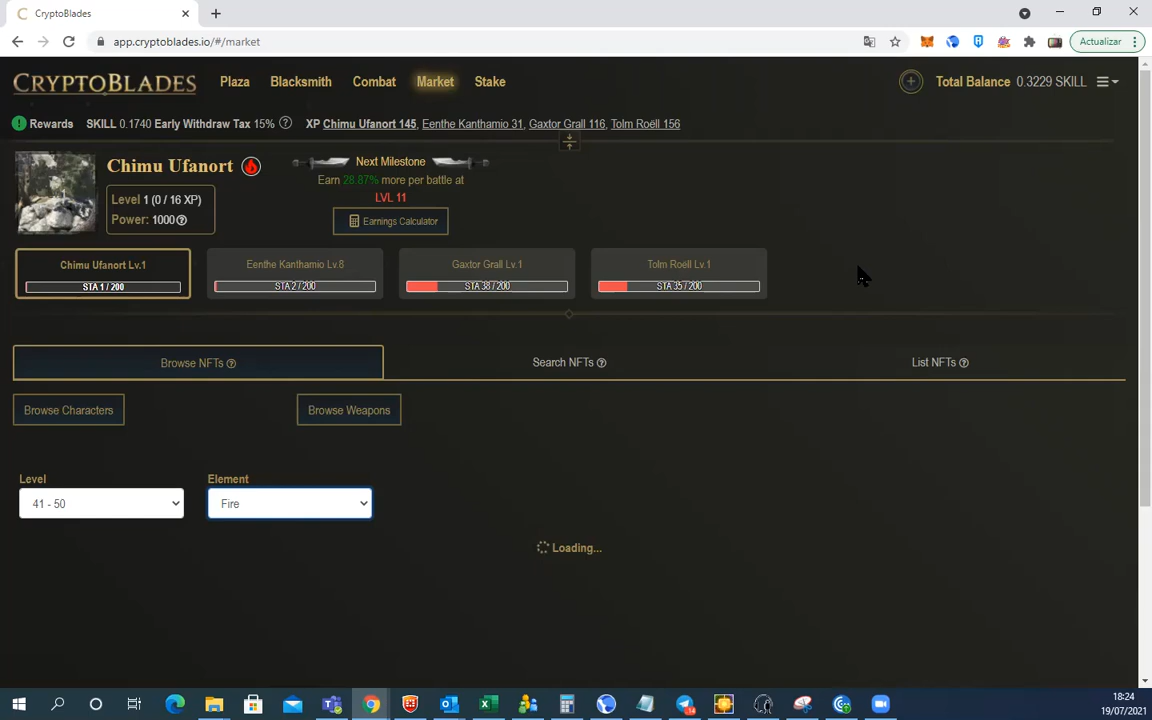 CryptoBlades
app.cryptoblades.io/#/market
Actualizar
CRYPTOBLADES
Plaza
Blacksmith
Combat
Market
Stake
Total Balance 0.3229 SKILL
Rewards SKILL 0.1740 Early Withdraw Tax 15% XP Chimu Ufanort 145, Eenthe Kanthamio 31, Gaxtor Grall 116, Tolm Roëll 156
Chimu Ufanort
Level 1 (0 / 16 XP)
Power: 1000
Next Milestone
Earn 28.87% more per battle at
LVL 11
Earnings Calculator
Chimu Ufanort Lv.1
STA 1 / 200
Eenthe Kanthamio Lv.8
STA 2 / 200
Gaxtor Grall Lv.1
STA 38 / 200
Tolm Roëll Lv.1
STA 35 / 200
Browse NFTs
Search NFTs
List NFTs
Browse Characters
Browse Weapons
Level
41 - 50
Element
Fire
Loading...
18:24
19/07/2021